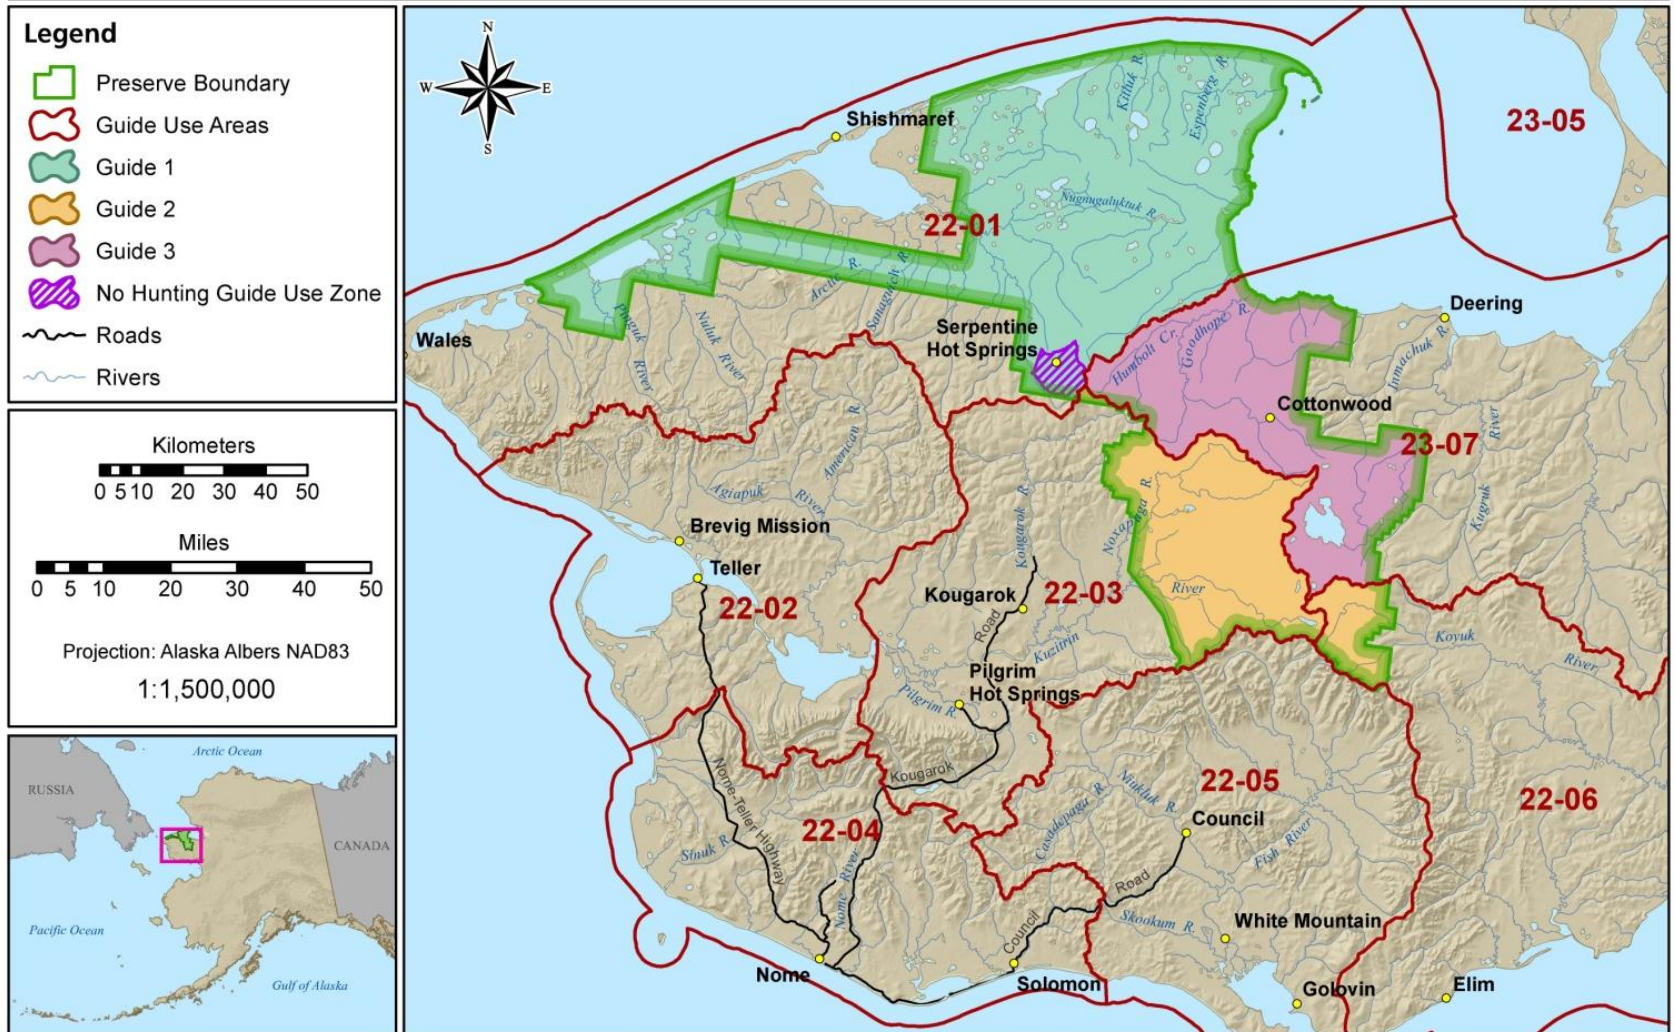 Legend
Preserve Boundary
Guide Use Areas
Guide 1
Guide 2
Guide 3
No Hunting Guide Use Zone
Roads
Rivers
Kilometers
0 5 10 20 30 40 50
Miles
0 5 10 20 30 40 50
Projection: Alaska Albers NAD83
1:1,500,000
Arctic Ocean
RUSSIA
CANADA
Pacific Ocean
Gulf of Alaska
N
W
E
S
Shishmaref
Kitluk R.
Espenberg R.
23-05
Nugnugaluktuk R.
22-01
Arctic R.
Sanaguich R.
Pinguk River
Nuluk River
Wales
Serpentine
Hot Springs
Humbolt Cr.
Goodhope R.
Deering
Inmachuk R.
Cottonwood
23-07
American R.
Agiapuk River
Kougarok R.
Noxapaga R.
Kugruk River
Brevig Mission
Teller
22-02
Kougarok
22-03
River
Road
Kuzitrin
Koyuk River
Pilgrim
Hot Springs
Pilgrim R.
Kougarok
Nome-Teller Highway
22-04
Sinuk R.
Nome River
Niukluk R.
Casadepaga R.
22-05
22-06
Council
Fish River
Road
Council
Skookum R.
White Mountain
Nome
Solomon
Golovin
Elim